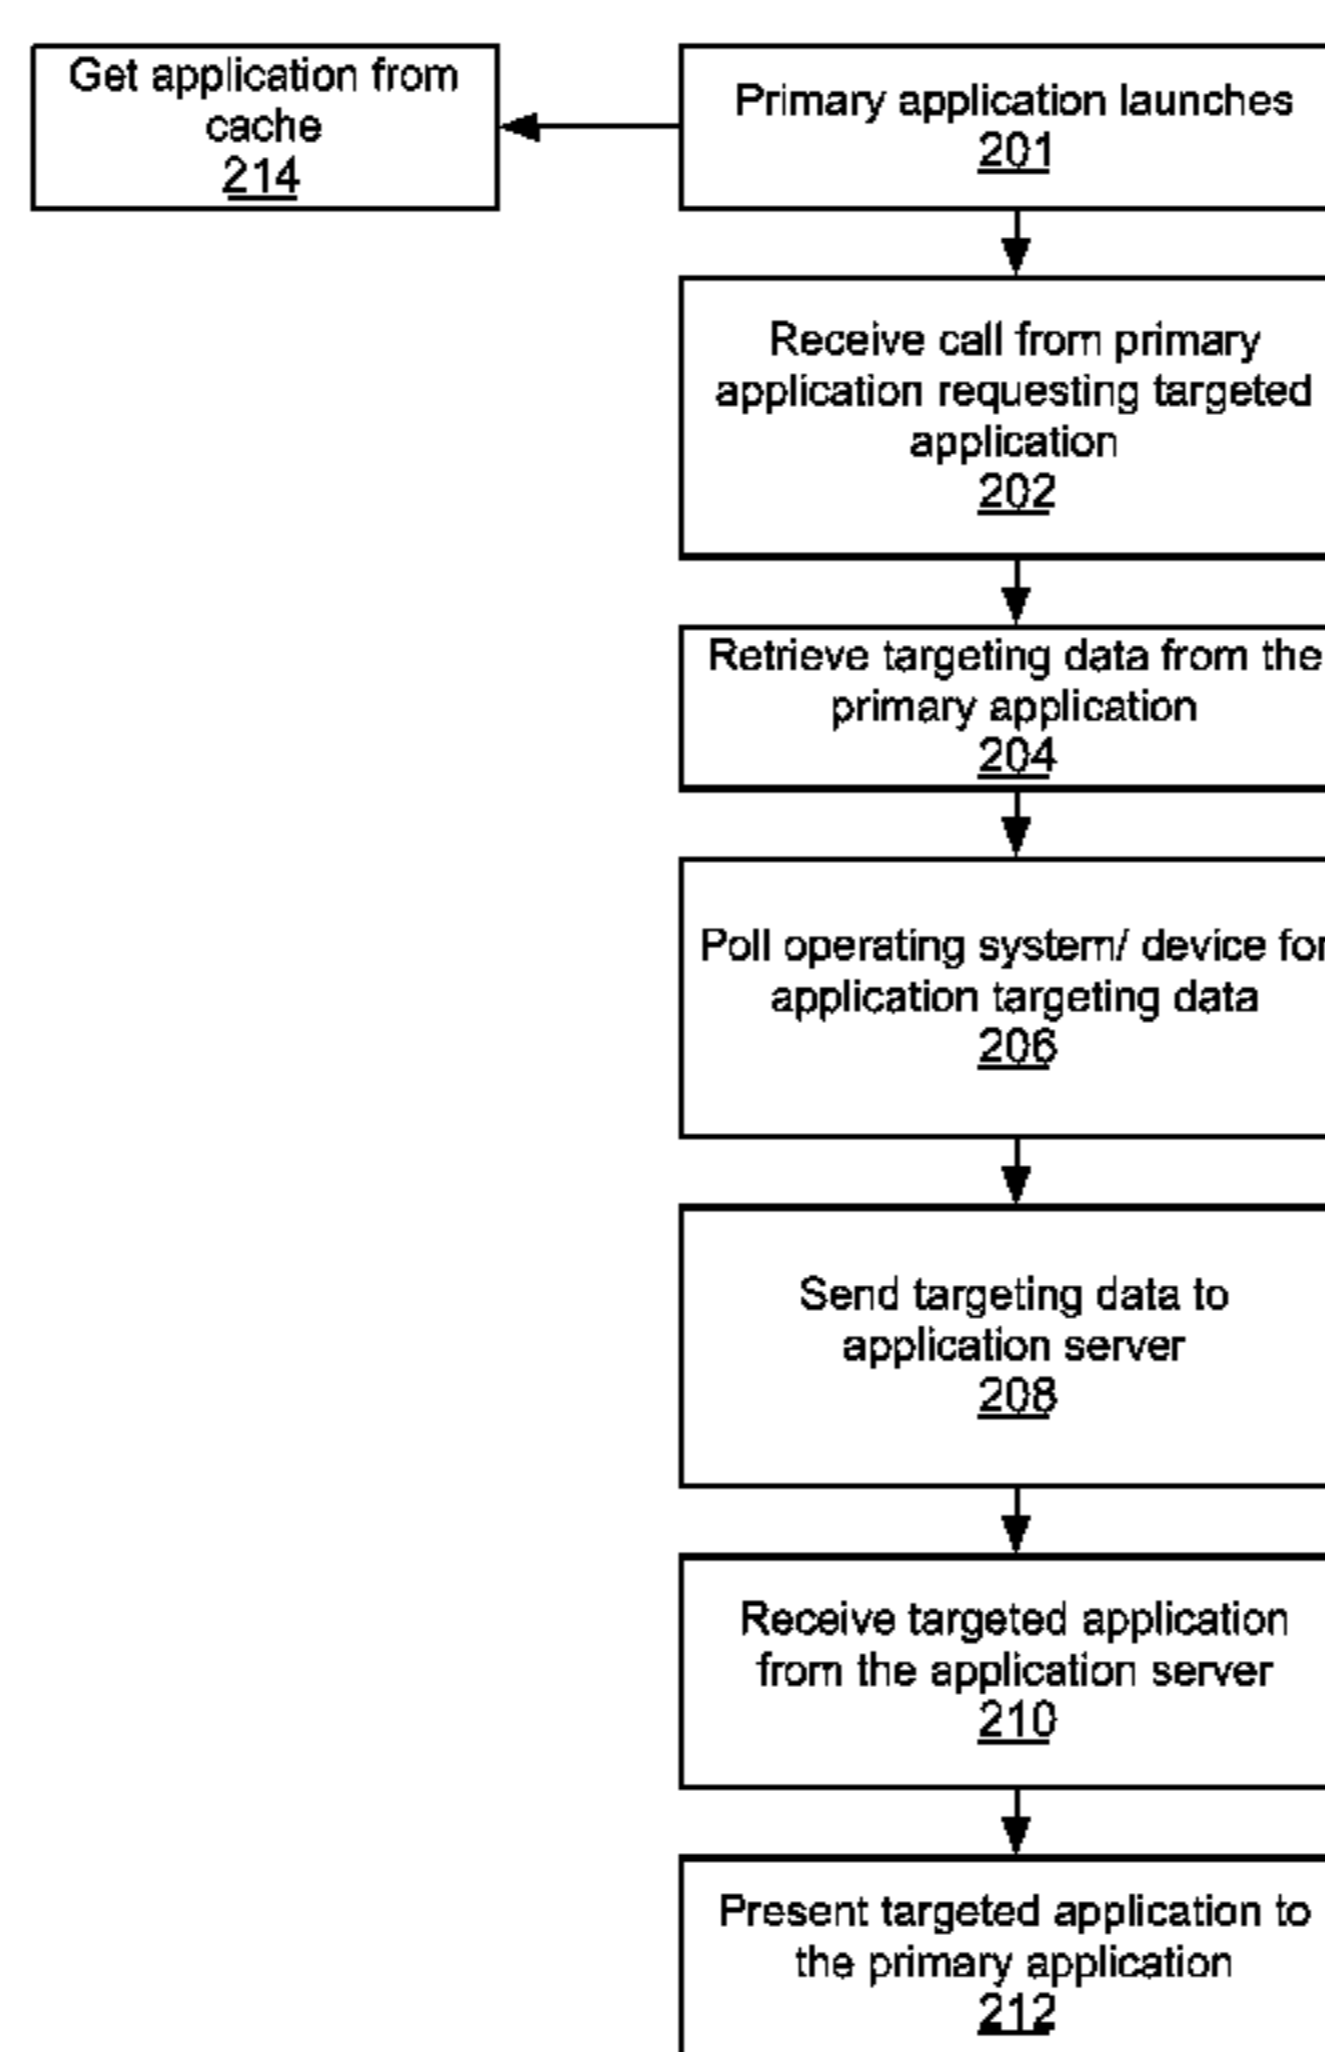 Get application from
cache
214
Primary application launches
201
Receive call from primary
application requesting targeted
application
202
Retrieve targeting data from the
primary application
204
Poll operating system/ device for
application targeting data
206
Send targeting data to
application server
208
Receive targeted application
from the application server
210
Present targeted application to
the primary application
212